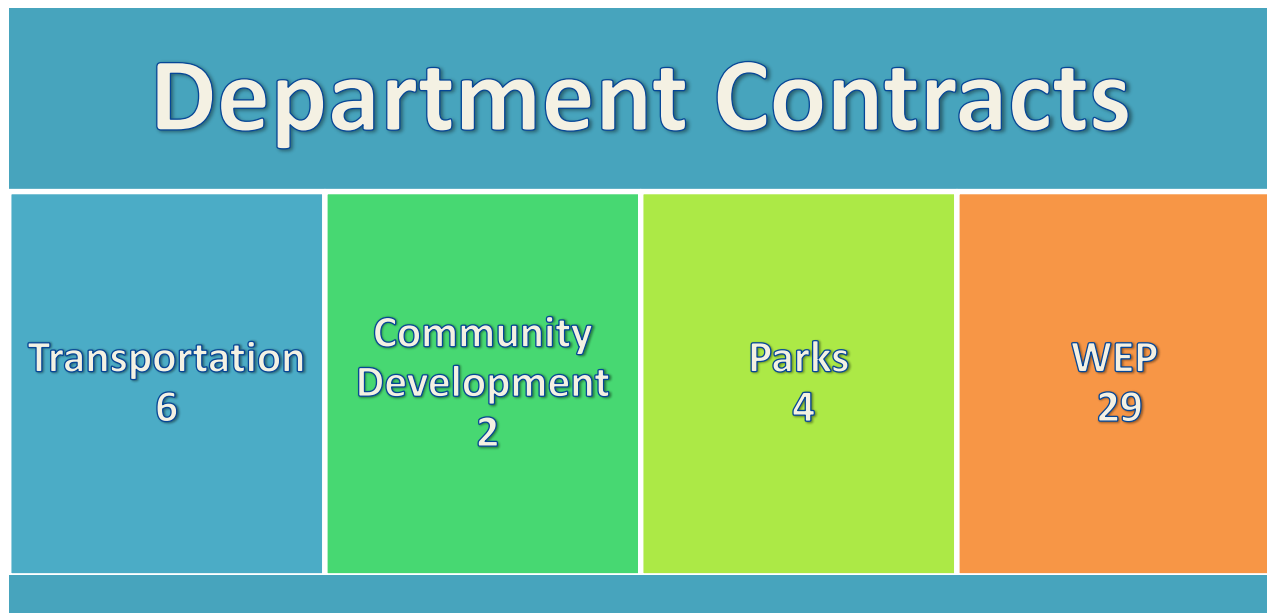 Department Contracts
Transportation
6
Community
Development
2
Parks
4
WEP
29